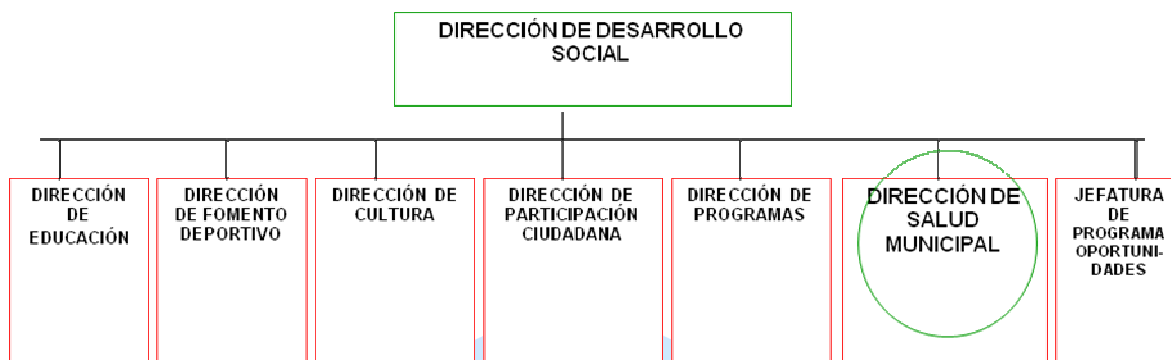 DIRECCIÓN DE DESARROLLO
SOCIAL
DIRECCIÓN
DE
EDUCACIÓN
DIRECCIÓN
DE FOMENTO
DEPORTIVO
DIRECCIÓN DE
CULTURA
DIRECCIÓN DE
PARTICIPACIÓN
CIUDADANA
DIRECCIÓN DE
PROGRAMAS
DIRECCIÓN DE
SALUD
MUNICIPAL
JEFATURA
DE
PROGRAMA
OPORTUNI-
DADES